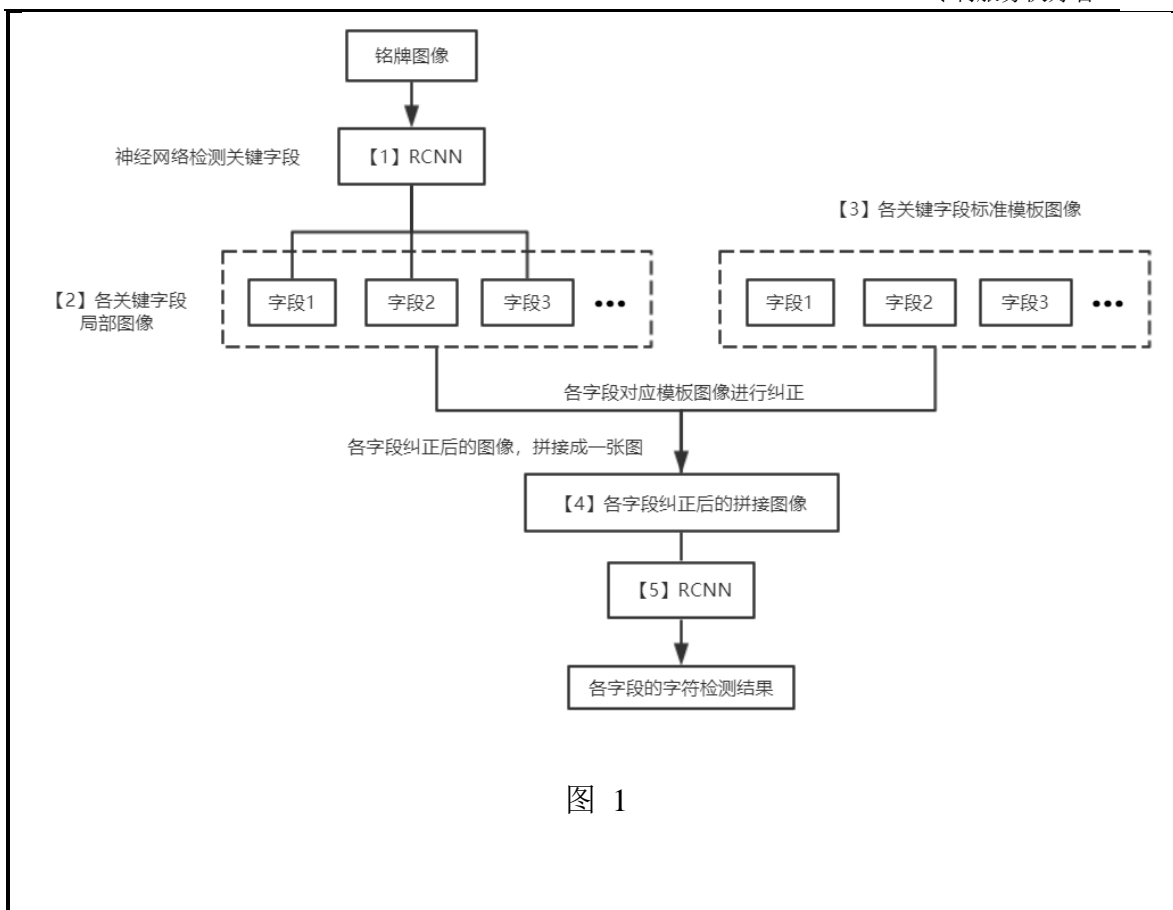 铭牌图像
神经网络检测关键字段
【1】RCNN
【3】各关键字段标准模板图像
【2】各关键字段
局部图像
字段1
字段2
字段3
•••
字段1
字段2
字段3
•••
各字段对应模板图像进行纠正
各字段纠正后的图像，拼接成一张图
【4】各字段纠正后的拼接图像
【5】RCNN
各字段的字符检测结果
图 1